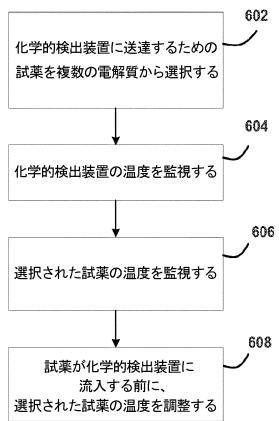 602
化学的検出装置に送達するための
試薬を複数の電解質から選択する
604
化学的検出装置の温度を監視する
606
選択された試薬の温度を監視する
608
試薬が化学的検出装置に
流入する前に、
選択された試薬の温度を調整する